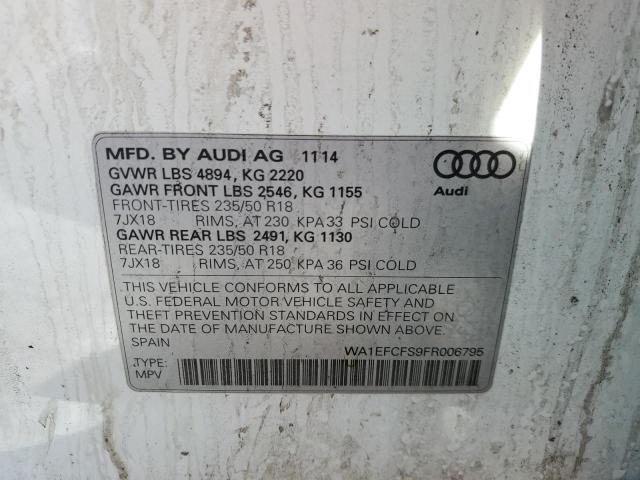 MFD. BY AUDI AG 11 14
GVWR LBS 4894, KG 2220
GAWR FRONT LBS 2546, KG 1155
FRONT-TIRES 235/50 R18
7JX18 RIMS, AT 230 KPA 33 PSI COLD
GAWR REAR LBS 2491, KG 1130
REAR-TIRES 235/50 R18
7JX18 RIMS, AT 250 KPA 36 PSI COLD
Audi
THIS VEHICLE CONFORMS TO ALL APPLICABLE
U.S. FEDERAL MOTOR VEHICLE SAFETY AND
THEFT PREVENTION STANDARDS IN EFFECT ON
THE DATE OF MANUFACTURE SHOWN ABOVE.
SPAIN
WA1EFCFS9FR006795
TYPE:
MPV